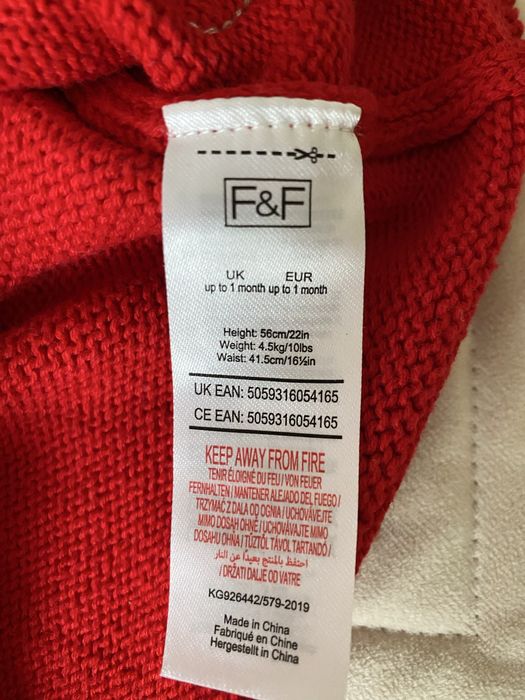 F&F
UK EUR
up to 1 month up to 1 month
Height: 56cm/22in
Weight: 4.5kg/10lbs
Waist: 41.5cm/16½in
UK EAN: 5059316054165
CE EAN: 5059316054165
KEEP AWAY FROM FIRE
TENIR ÉLOIGNÉ DU FEU / VON FEUER
FERNHALTEN / MANTENER ALEJADO DEL FUEGO /
TRZYMAĆ Z DALA OD OGNIA / UCHOVÁVEJTE
MIMO DOSAH OHNĚ / UCHOVÁVAJTE MIMO
DOSAHU OHŇA / TŰZTŐL TÁVOL TARTANDÓ /
احتفظ بالمنتج بعيداً عن النار
/ DRŽATI DALJE OD VATRE
KG926442/579-2019
Made in China
Fabriqué en Chine
Hergestellt in China